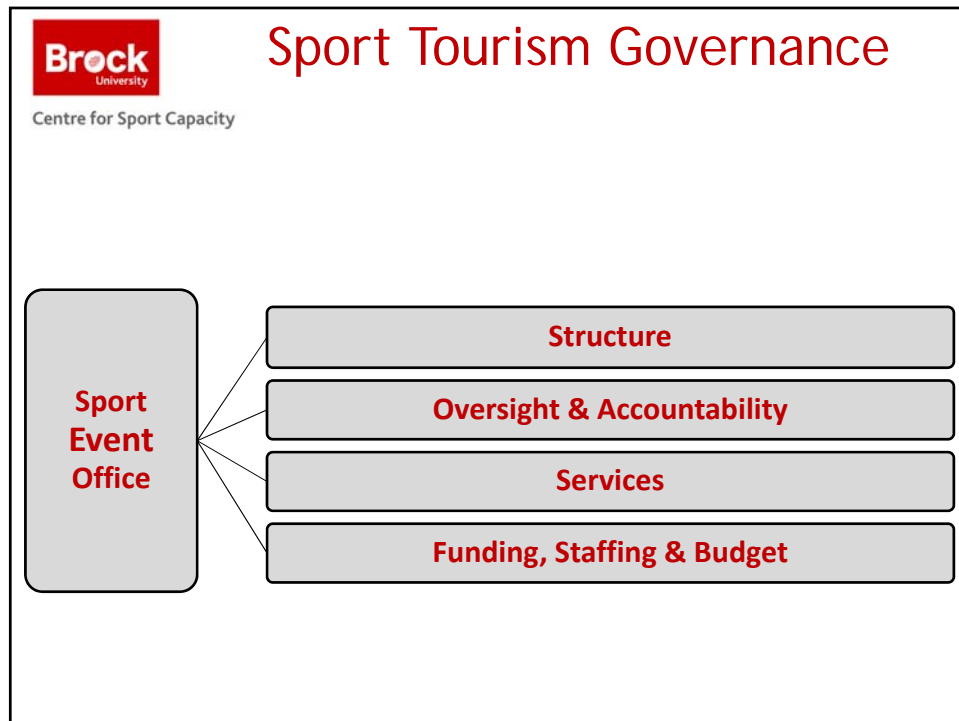 Brock
University
Centre for Sport Capacity
Sport Tourism Governance
Sport
Event
Office
Structure
Oversight & Accountability
Services
Funding, Staffing & Budget